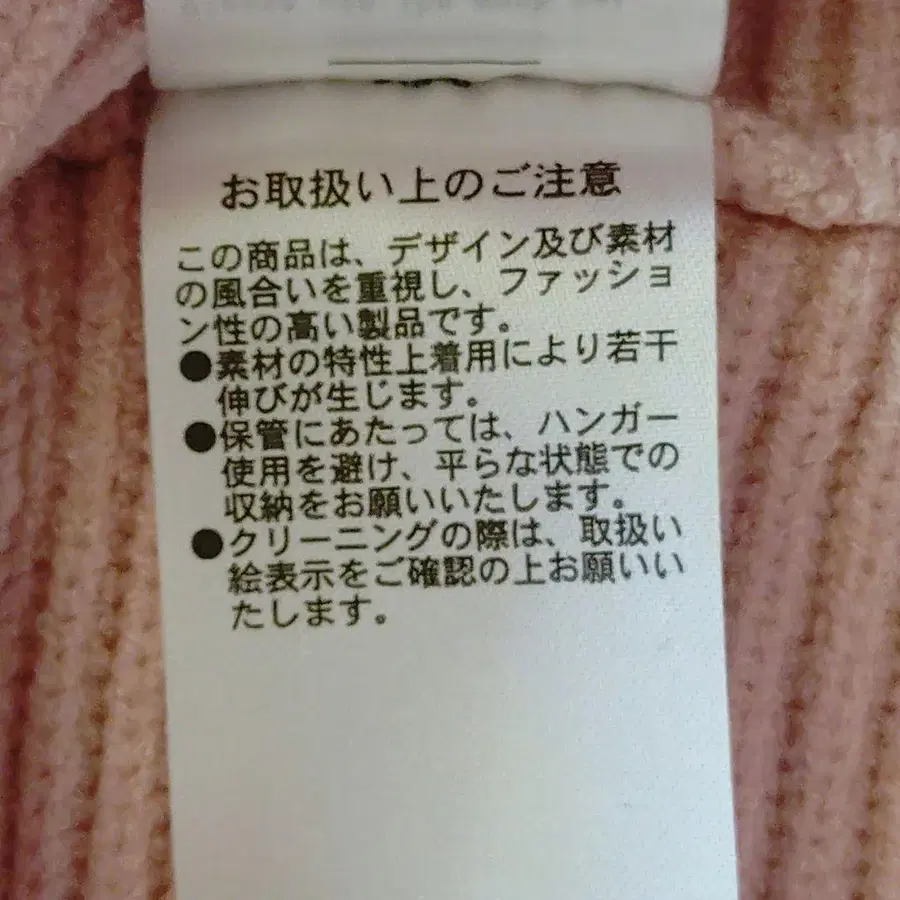 お取扱い上のご注意
この商品は、デザイン及び素材
の風合いを重視し、ファッショ
ン性の高い製品です。
●素材の特性上着用により若干
伸びが生じます。
●保管にあたっては、ハンガー
使用を避け、平らな状態での
収納をお願いいたします。
●クリーニングの際は、取扱い
絵表示をご確認の上お願いい
たします。